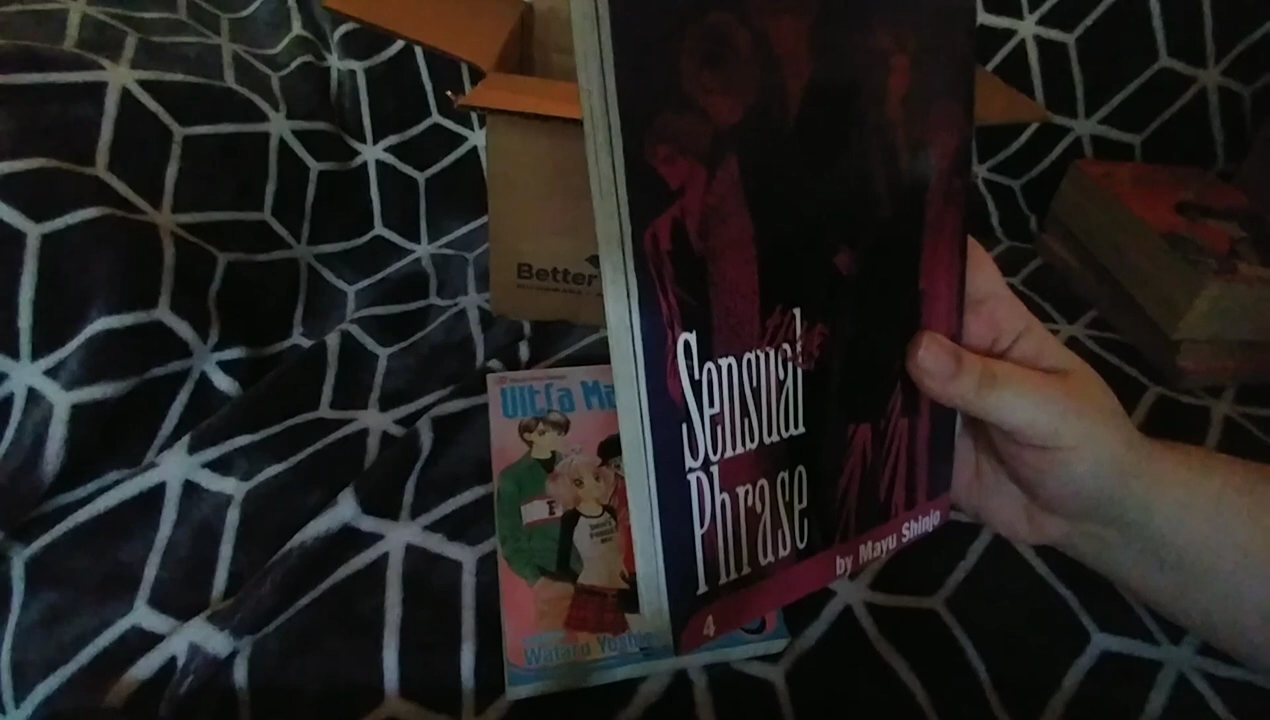 Better
Ultra Ma
F
Wataru Yoshi
Sensual
Phrase
by Mayu Shinjo
4